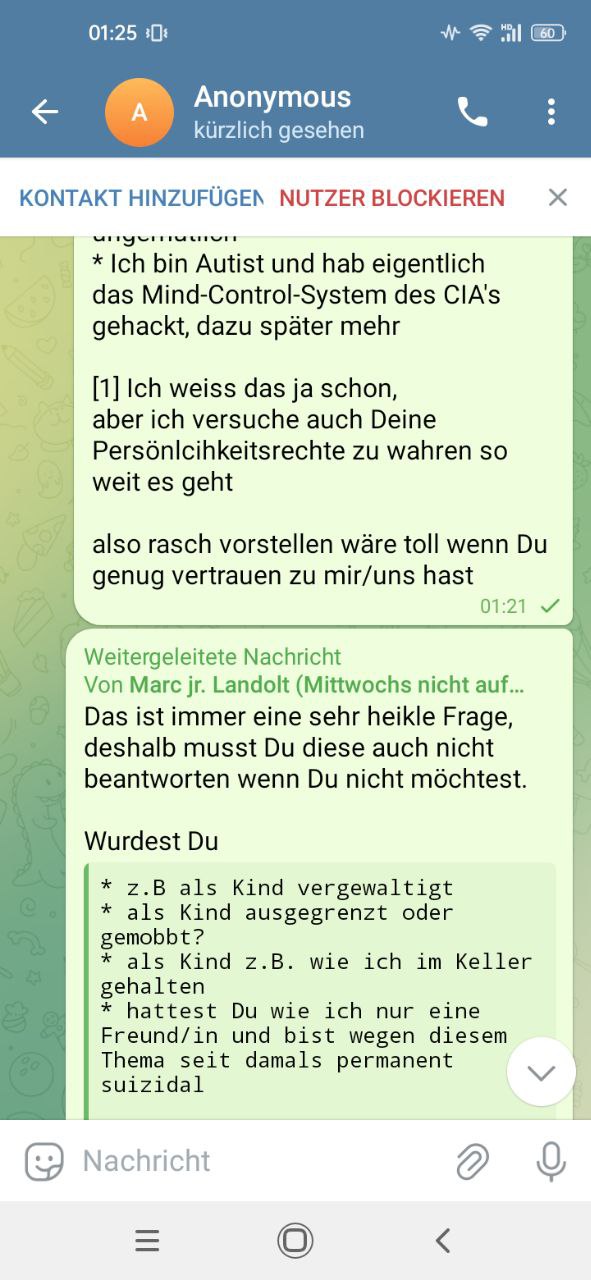 01:25
HD
60
A
Anonymous
kürzlich gesehen
KONTAKT HINZUFÜGEN
NUTZER BLOCKIEREN
* Ich bin Autist und hab eigentlich
das Mind-Control-System des CIA's
gehackt, dazu später mehr
[1] Ich weiss das ja schon,
aber ich versuche auch Deine
Persönlcihkeitsrechte zu wahren so
weit es geht
also rasch vorstellen wäre toll wenn Du
genug vertrauen zu mir/uns hast
01:21
Weitergeleitete Nachricht
Von Marc jr. Landolt (Mittwochs nicht auf...
Das ist immer eine sehr heikle Frage,
deshalb musst Du diese auch nicht
beantworten wenn Du nicht möchtest.
Wurdest Du
* z.B als Kind vergewaltigt
* als Kind ausgegrenzt oder
gemobbt?
* als Kind z.B. wie ich im Keller
gehalten
* hattest Du wie ich nur eine
Freund/in und bist wegen diesem
Thema seit damals permanent
suizidal
Nachricht